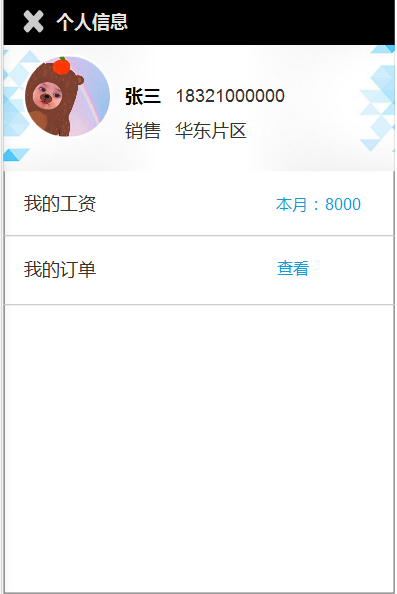 个人信息
张三 18321000000
销售 华东片区
我的工资 本月：8000
我的订单 查看